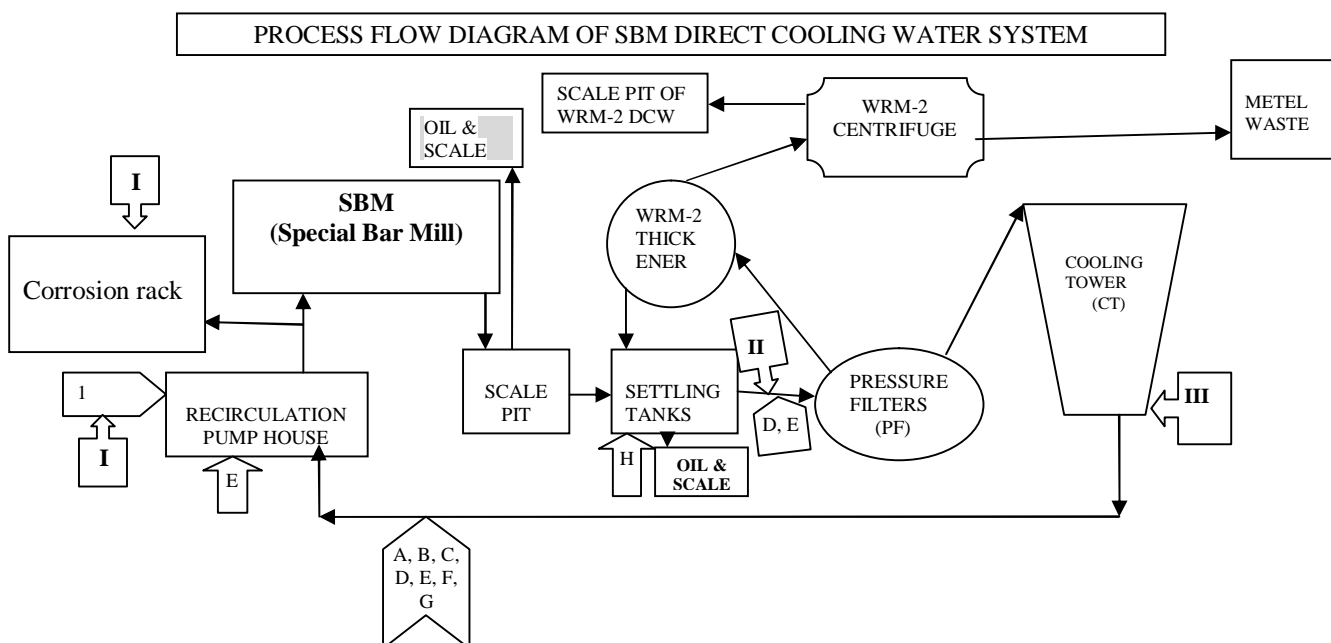 PROCESS FLOW DIAGRAM OF SBM DIRECT COOLING WATER SYSTEM
SCALE PIT OF
WRM-2 DCW
WRM-2
CENTRIFUGE
METEL
WASTE
OIL &
SCALE
I
SBM
(Special Bar Mill)
WRM-2
THICK
ENER
COOLING
TOWER
(CT)
Corrosion rack
II
1
RECIRCULATION
PUMP HOUSE
SCALE
PIT
SETTLING
TANKS
PRESSURE
FILTERS
(PF)
III
D, E
I
E
H
OIL &
SCALE
A, B, C,
D, E, F,
G